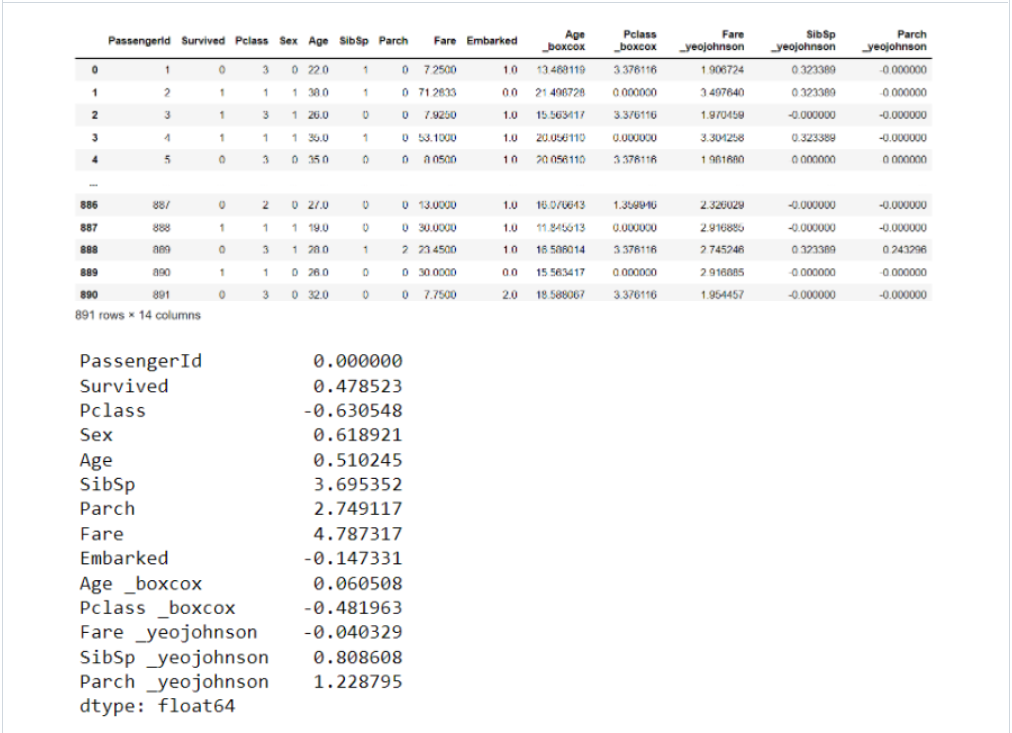 PassengerId Survived Pclass Sex Age SibSp Parch Fare Embarked Age _boxcox Pclass _boxcox Fare _yeojohnson SibSp _yeojohnson Parch _yeojohnson
0 1 0 3 0 22.0 1 0 7.2500 1.0 13.468119 3.376116 1.906724 0.323389 -0.000000
1 2 1 1 1 38.0 1 0 71.2833 0.0 21.498728 0.000000 3.497640 0.323389 -0.000000
2 3 1 3 1 26.0 0 0 7.9250 1.0 15.563417 3.376116 1.970459 -0.000000 -0.000000
3 4 1 1 1 35.0 1 0 53.1000 1.0 20.056110 0.000000 3.304258 0.323389 -0.000000
4 5 0 3 0 35.0 0 0 8.0500 1.0 20.056110 3.376116 1.981680 0.000000 0.000000
...
886 887 0 2 0 27.0 0 0 13.0000 1.0 16.076643 1.359946 2.326029 -0.000000 -0.000000
887 888 1 1 1 19.0 0 0 30.0000 1.0 11.845513 0.000000 2.916885 -0.000000 -0.000000
888 889 0 3 1 28.0 1 2 23.4500 1.0 16.586014 3.376116 2.745246 0.323389 0.243296
889 890 1 1 0 26.0 0 0 30.0000 0.0 15.563417 0.000000 2.916885 -0.000000 -0.000000
890 891 0 3 0 32.0 0 0 7.7500 2.0 18.588067 3.376116 1.954457 -0.000000 -0.000000
891 rows × 14 columns
PassengerId 0.000000
Survived 0.478523
Pclass -0.630548
Sex 0.618921
Age 0.510245
SibSp 3.695352
Parch 2.749117
Fare 4.787317
Embarked -0.147331
Age _boxcox 0.060508
Pclass _boxcox -0.481963
Fare _yeojohnson -0.040329
SibSp _yeojohnson 0.808608
Parch _yeojohnson 1.228795
dtype: float64